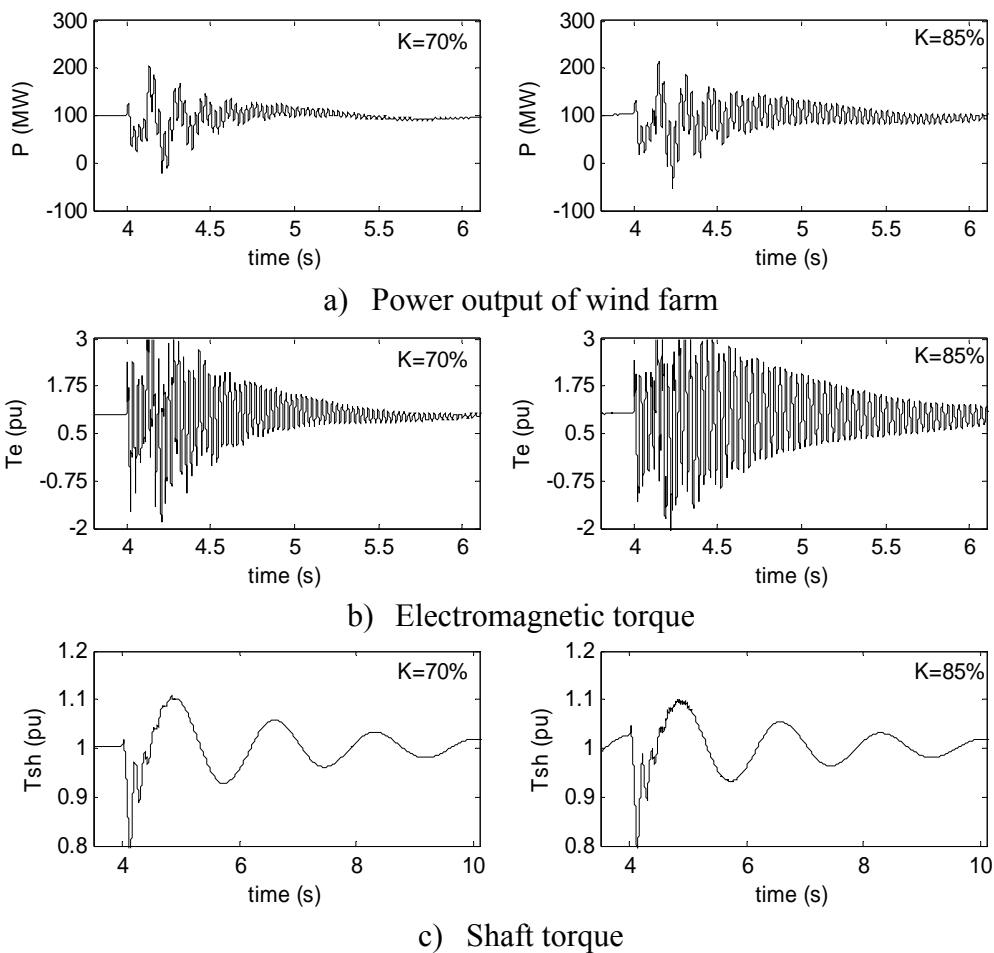 300
200
100
0
-100
P (MW)
K=70%
4
4.5
5
5.5
6
time (s)
300
200
100
0
-100
P (MW)
K=85%
4
4.5
5
5.5
6
time (s)
a) Power output of wind farm
3
1.75
0.5
-0.75
-2
Te (pu)
K=70%
4
4.5
5
5.5
6
time (s)
3
1.75
0.5
-0.75
-2
Te (pu)
K=85%
4
4.5
5
5.5
6
time (s)
b) Electromagnetic torque
1.2
1.1
1
0.9
0.8
Tsh (pu)
K=70%
4
6
8
10
time (s)
1.2
1.1
1
0.9
0.8
Tsh (pu)
K=85%
4
6
8
10
time (s)
c) Shaft torque